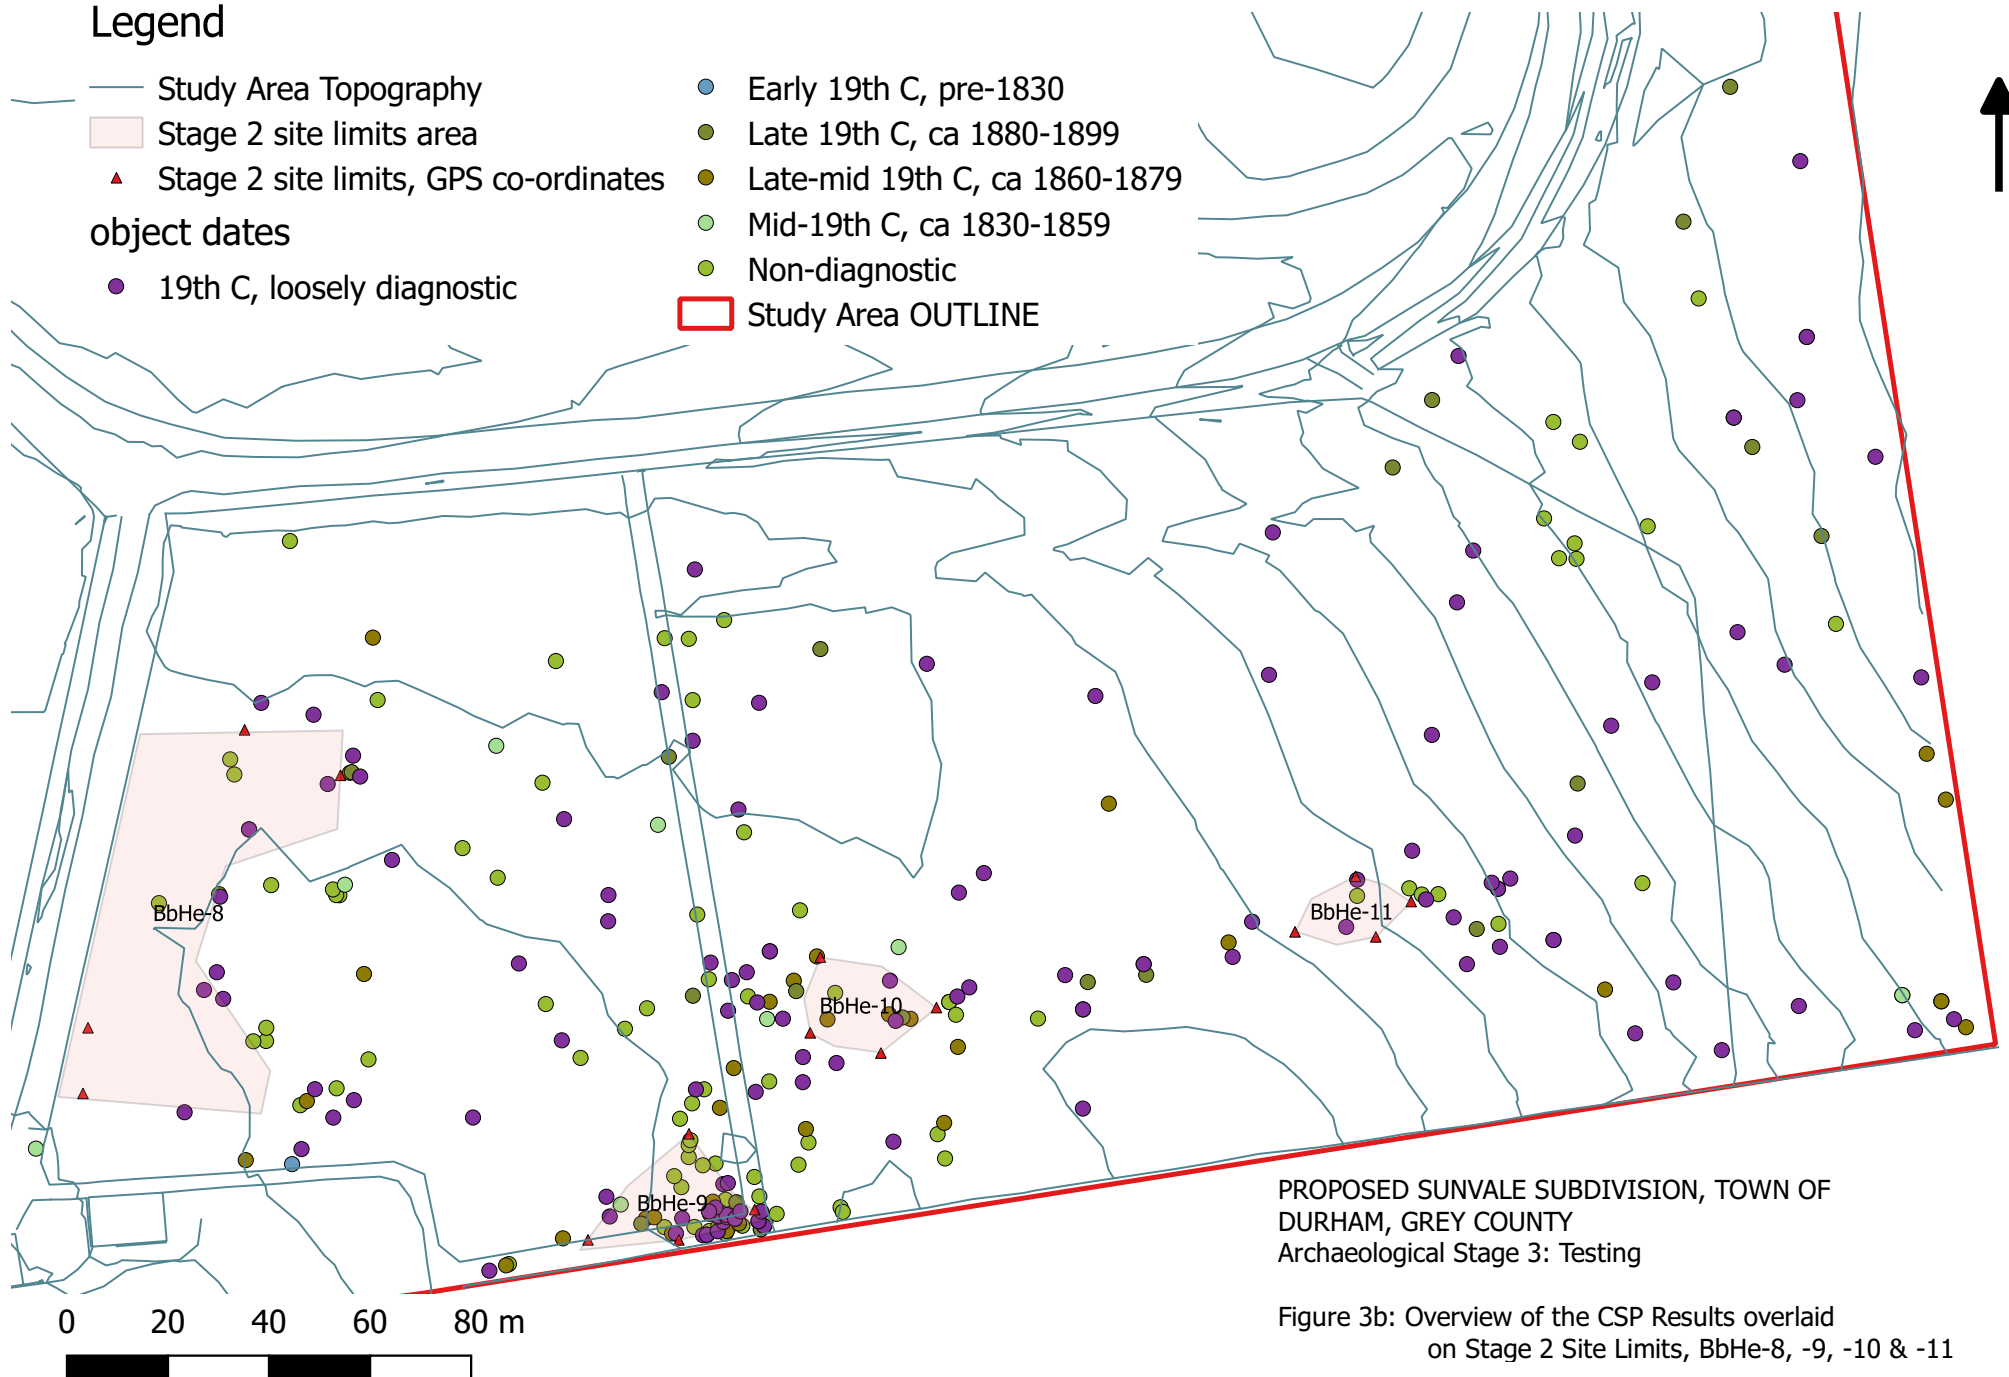 Legend
Study Area Topography
Stage 2 site limits area
Stage 2 site limits, GPS co-ordinates
object dates
19th C, loosely diagnostic
Early 19th C, pre-1830
Late 19th C, ca 1880-1899
Late-mid 19th C, ca 1860-1879
Mid-19th C, ca 1830-1859
Non-diagnostic
Study Area OUTLINE
BbHe-8
BbHe-11
BbHe-10
BbHe-9
PROPOSED SUNVALE SUBDIVISION, TOWN OF
DURHAM, GREY COUNTY
Archaeological Stage 3: Testing
Figure 3b: Overview of the CSP Results overlaid
on Stage 2 Site Limits, BbHe-8, -9, -10 & -11
0 20 40 60 80 m